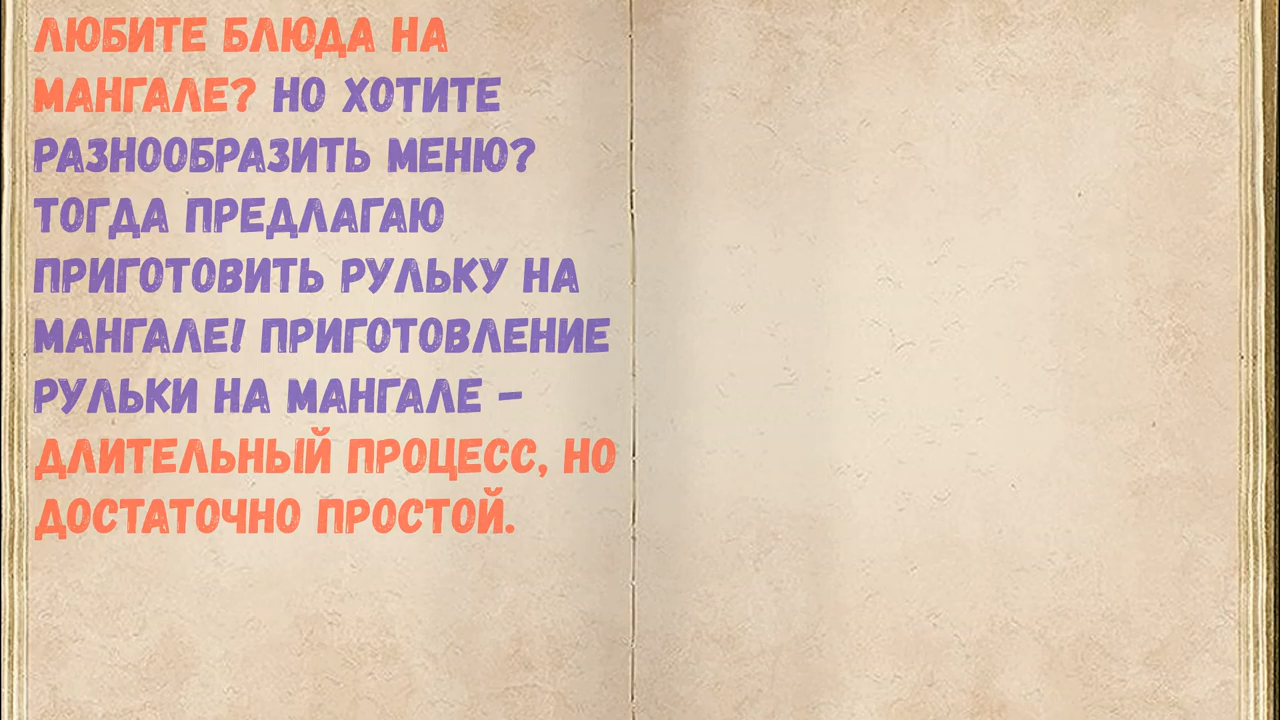 ЛЮБИТЕ БЛЮДА НА
МАНГАЛЕ? НО ХОТИТЕ
РАЗНООБРАЗИТЬ МЕНЮ?
ТОГДА ПРЕДЛАГАЮ
ПРИГОТОВИТЬ РУЛЬКУ НА
МАНГАЛЕ! ПРИГОТОВЛЕНИЕ
РУЛЬКИ НА МАНГАЛЕ –
ДЛИТЕЛЬНЫЙ ПРОЦЕСС, НО
ДОСТАТОЧНО ПРОСТОЙ.